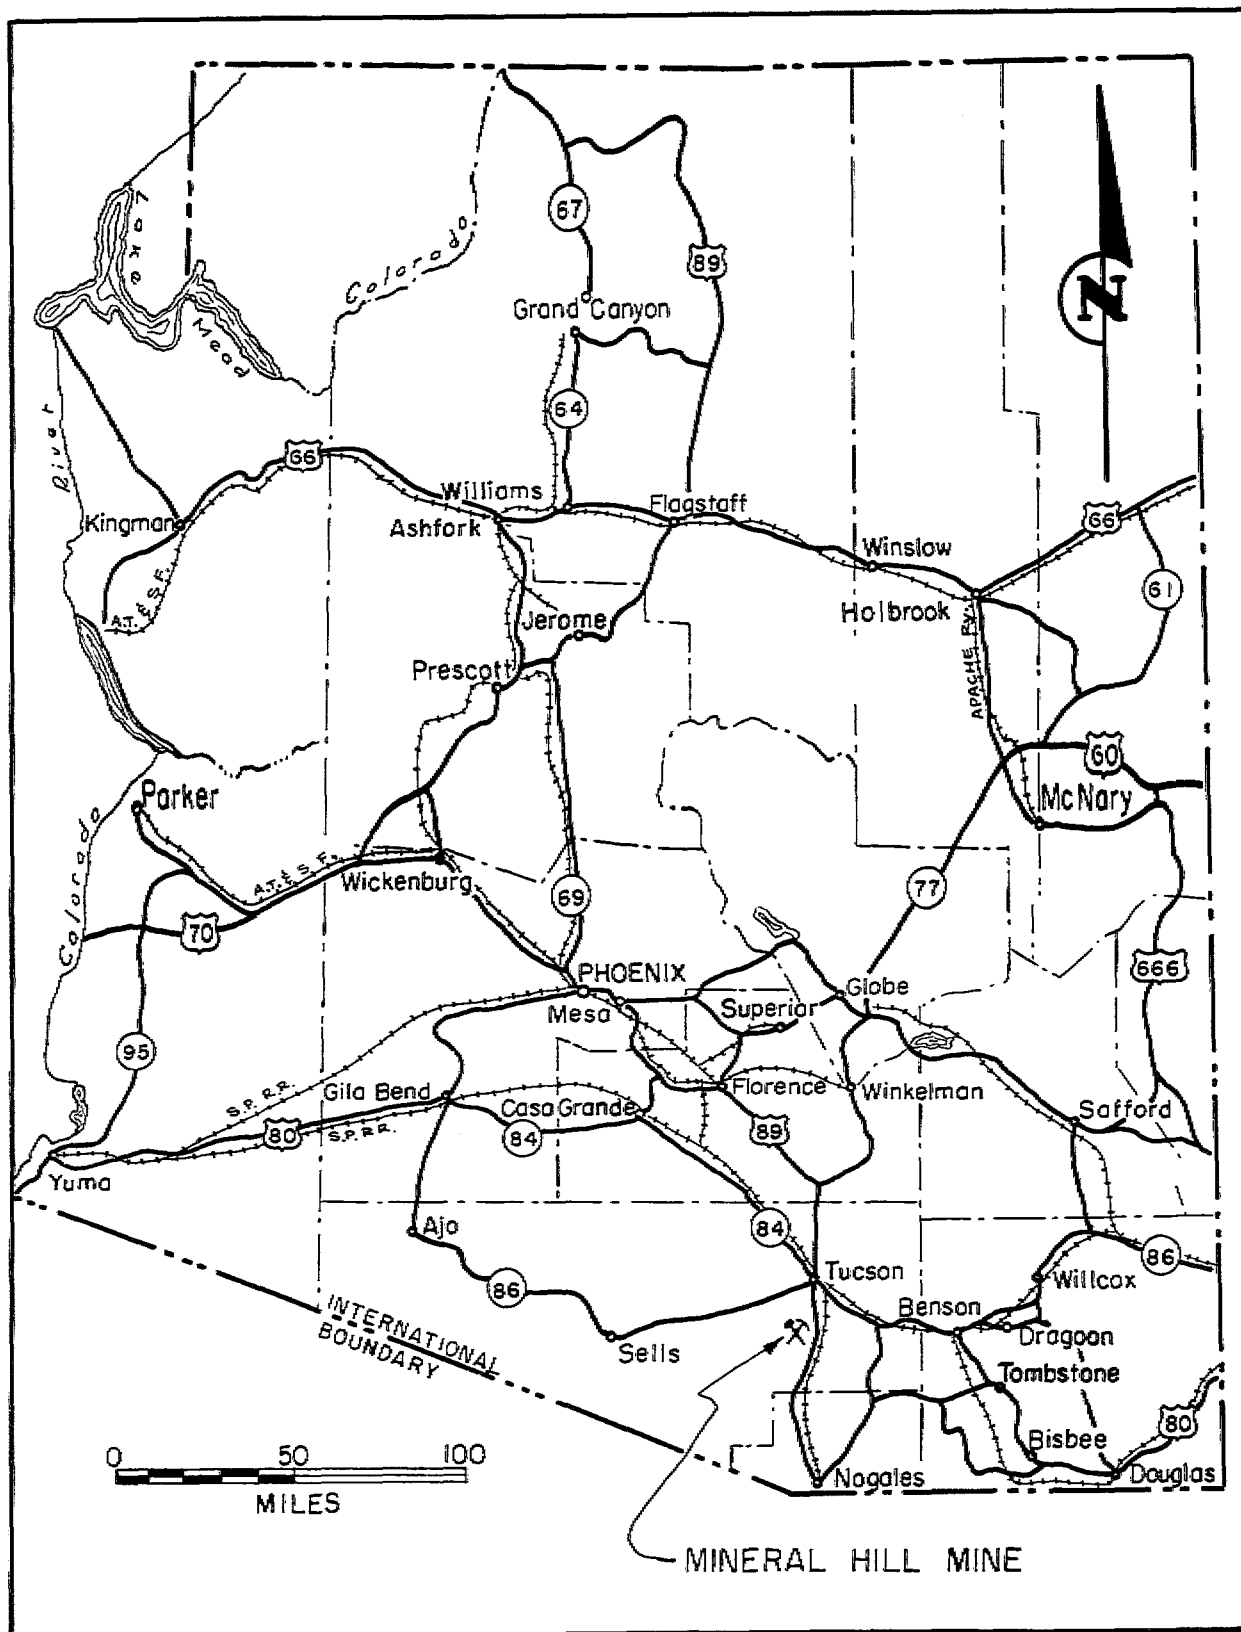 Lake
Mead
Colorado
67
89
N
Grand Canyon
64
River
66
Williams
Flagstaff
Kingman
Ashfork
66
Winslow
A.T. & S.F.
Holbrook
61
Jerome
Prescott
APACHE RY.
60
Parker
McNary
A.T. & S.F.
Wickenburg
69
77
Colorado
70
666
PHOENIX
Globe
Mesa
Superior
95
Gila Bend
Florence
Winkelman
S.P. R.R.
Casa Grande
Safford
80
S.P. R.R.
84
89
Yuma
Ajo
84
86
86
Tucson
Willcox
Benson
INTERNATIONAL
BOUNDARY
Sells
Dragoon
Tombstone
80
Bisbee
0 50 100
MILES
Nogales
Douglas
MINERAL HILL MINE